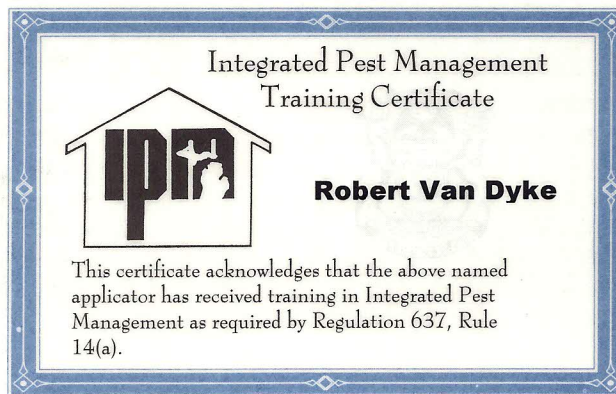 Integrated Pest Management
Training Certificate
IPM
Robert Van Dyke
This certificate acknowledges that the above named
applicator has received training in Integrated Pest
Management as required by Regulation 637, Rule
14(a).